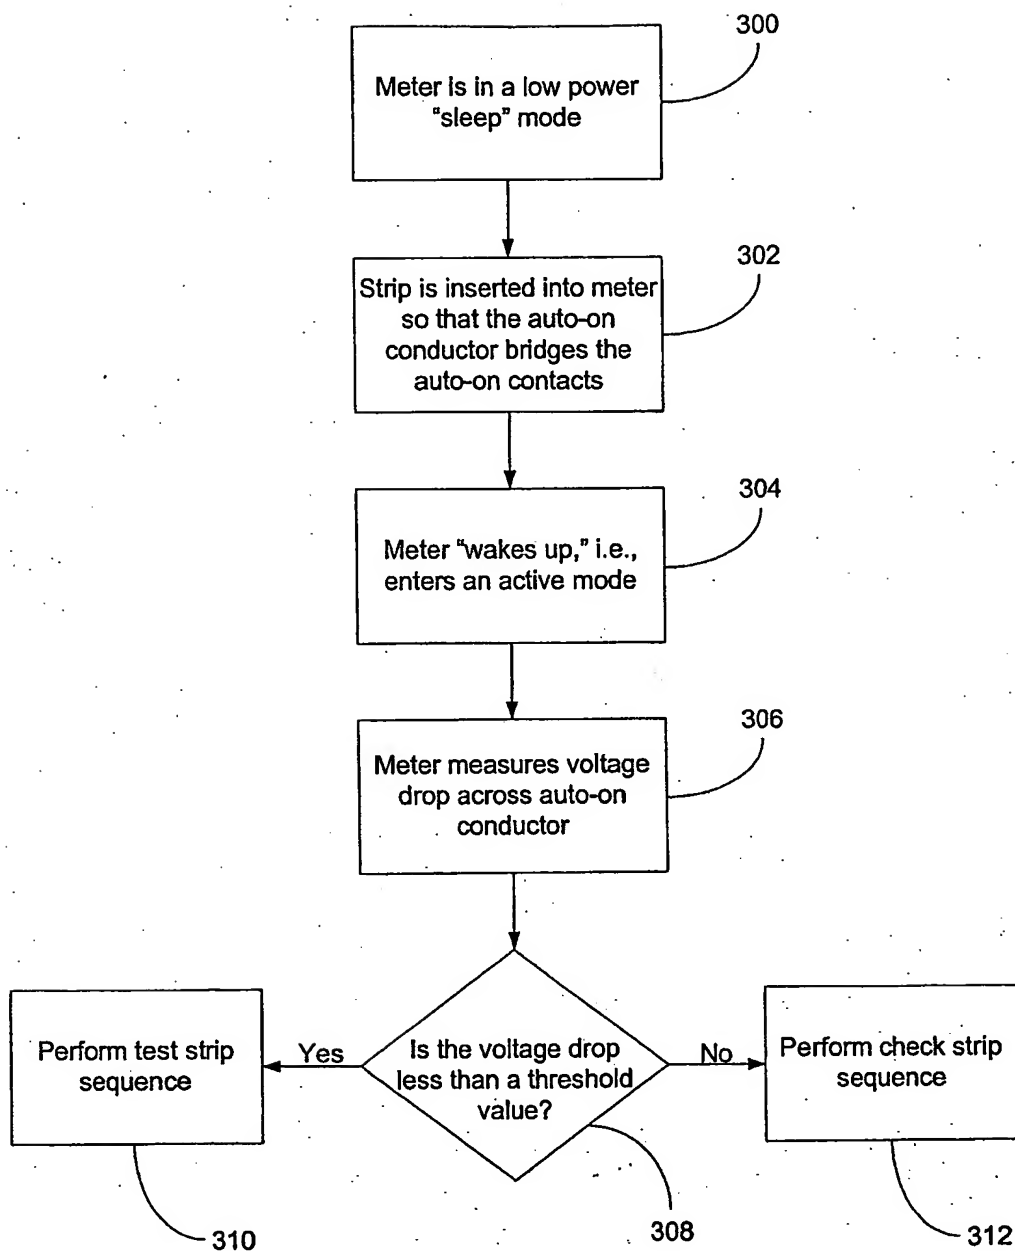 300
Meter is in a low power
"sleep" mode
302
Strip is inserted into meter
so that the auto-on
conductor bridges the
auto-on contacts
304
Meter "wakes up," i.e.,
enters an active mode
306
Meter measures voltage
drop across auto-on
conductor
Perform test strip
sequence
Yes
Is the voltage drop
less than a threshold
value?
No
Perform check strip
sequence
310
308
312